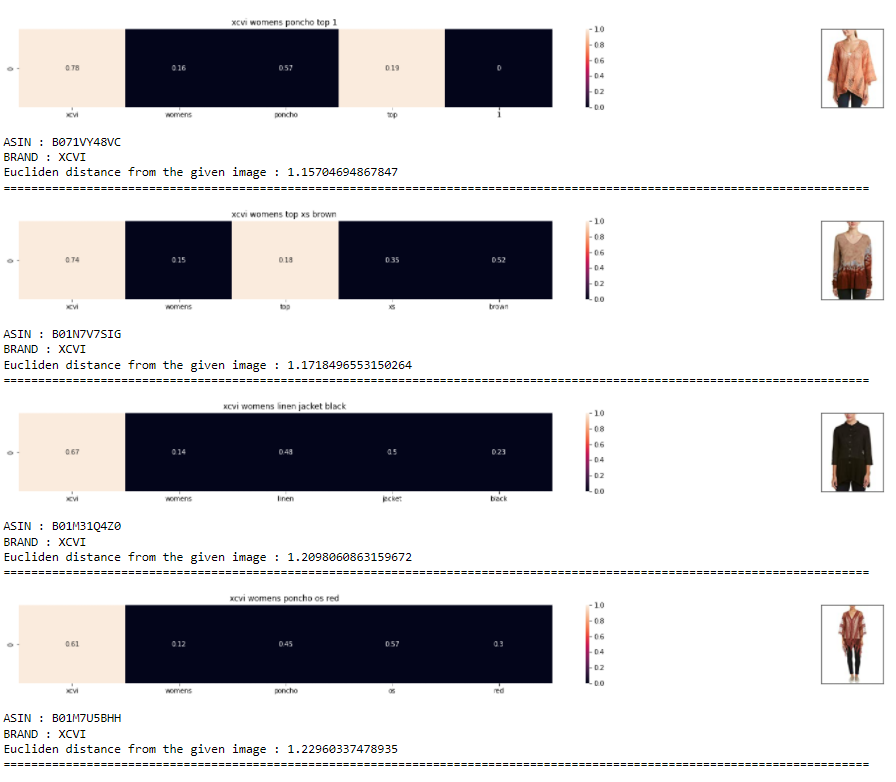 xcvi womens poncho top 1
1.0
0.8
0.6
0.4
0.2
0.0
0
0.78 0.16 0.57 0.19 0
xcvi womens poncho top 1
ASIN : B071VY48VC
BRAND : XCVI
Eucliden distance from the given image : 1.15704694867847
=============================================================================================================================
xcvi womens top xs brown
1.0
0.8
0.6
0.4
0.2
0.0
0
0.74 0.15 0.18 0.35 0.52
xcvi womens top xs brown
ASIN : B01N7V7SIG
BRAND : XCVI
Eucliden distance from the given image : 1.1718496553150264
=============================================================================================================================
xcvi womens linen jacket black
1.0
0.8
0.6
0.4
0.2
0.0
0
0.67 0.14 0.48 0.5 0.23
xcvi womens linen jacket black
ASIN : B01M31Q4Z0
BRAND : XCVI
Eucliden distance from the given image : 1.2098060863159672
=============================================================================================================================
xcvi womens poncho os red
1.0
0.8
0.6
0.4
0.2
0.0
0
0.61 0.12 0.45 0.57 0.3
xcvi womens poncho os red
ASIN : B01M7U5BHH
BRAND : XCVI
Eucliden distance from the given image : 1.22960337478935
=============================================================================================================================